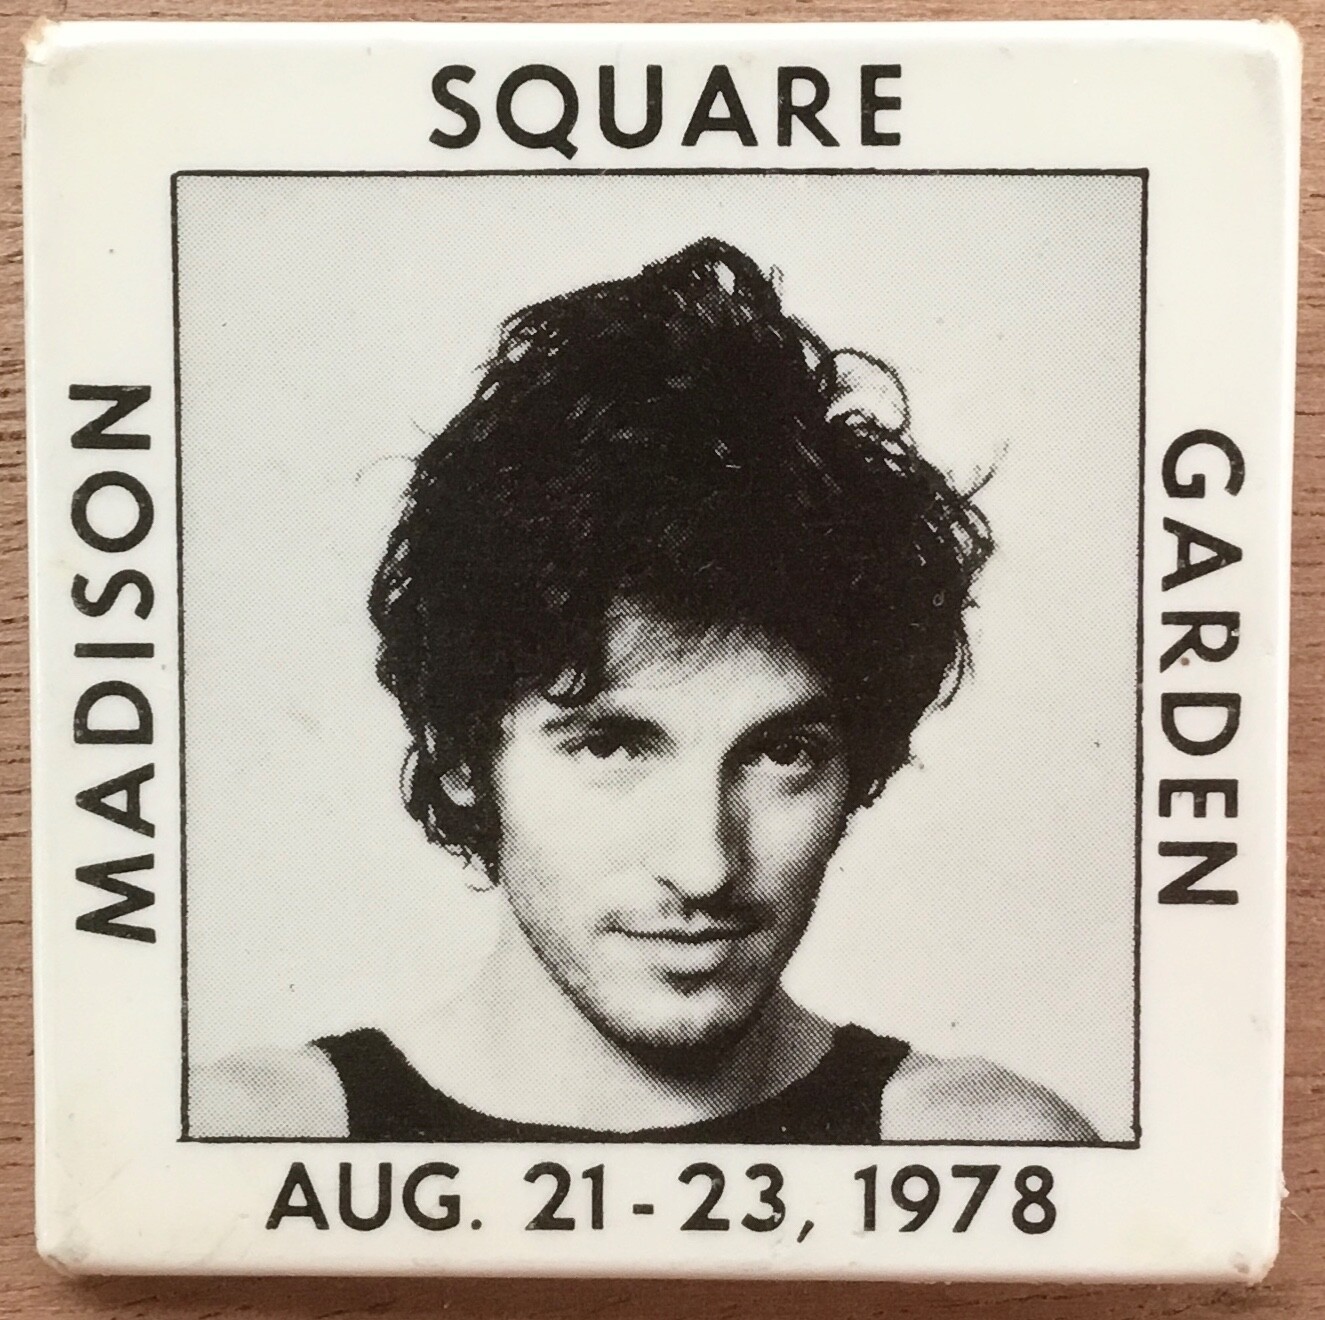 MADISON
SQUARE
GARDEN
AUG. 21-23, 1978